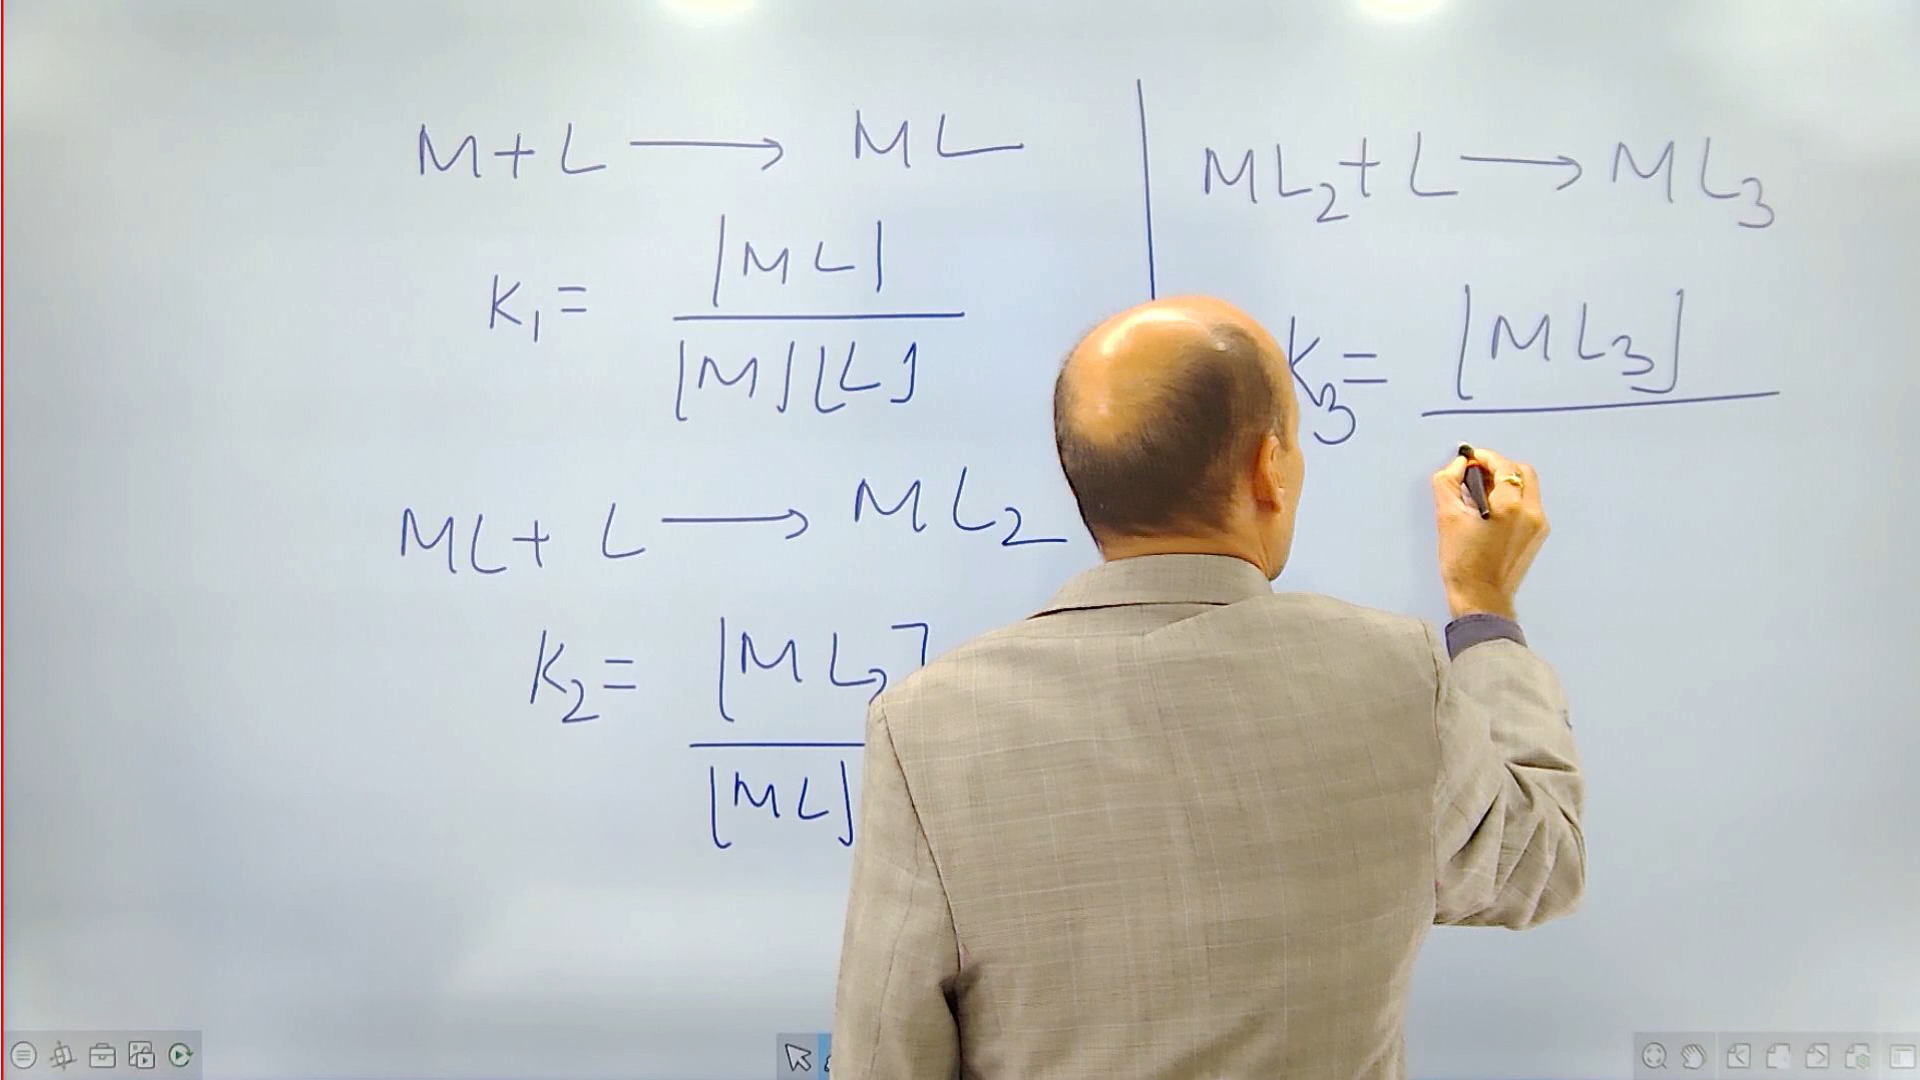 M + L ⟶ ML
K₁ = [ML] / [M][L]
ML + L ⟶ ML₂
K₂ = [ML₂] / [ML]
ML₂ + L ⟶ ML₃
K₃ = [ML₃]